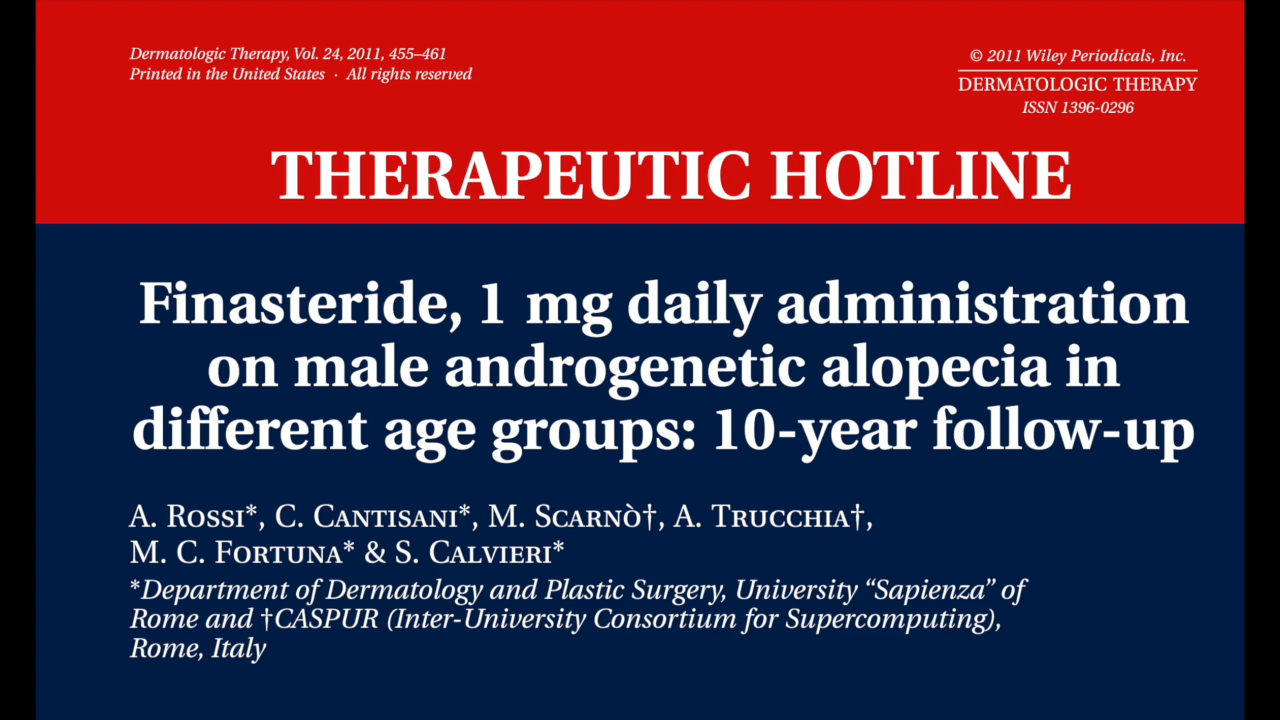 Dermatologic Therapy, Vol. 24, 2011, 455–461
Printed in the United States · All rights reserved
© 2011 Wiley Periodicals, Inc.
DERMATOLOGIC THERAPY
ISSN 1396-0296
THERAPEUTIC HOTLINE
Finasteride, 1 mg daily administration
on male androgenetic alopecia in
different age groups: 10-year follow-up
A. Rossi*, C. Cantisani*, M. Scarnò†, A. Trucchia†,
M. C. Fortuna* & S. Calvieri*
*Department of Dermatology and Plastic Surgery, University “Sapienza” of
Rome and †CASPUR (Inter-University Consortium for Supercomputing),
Rome, Italy